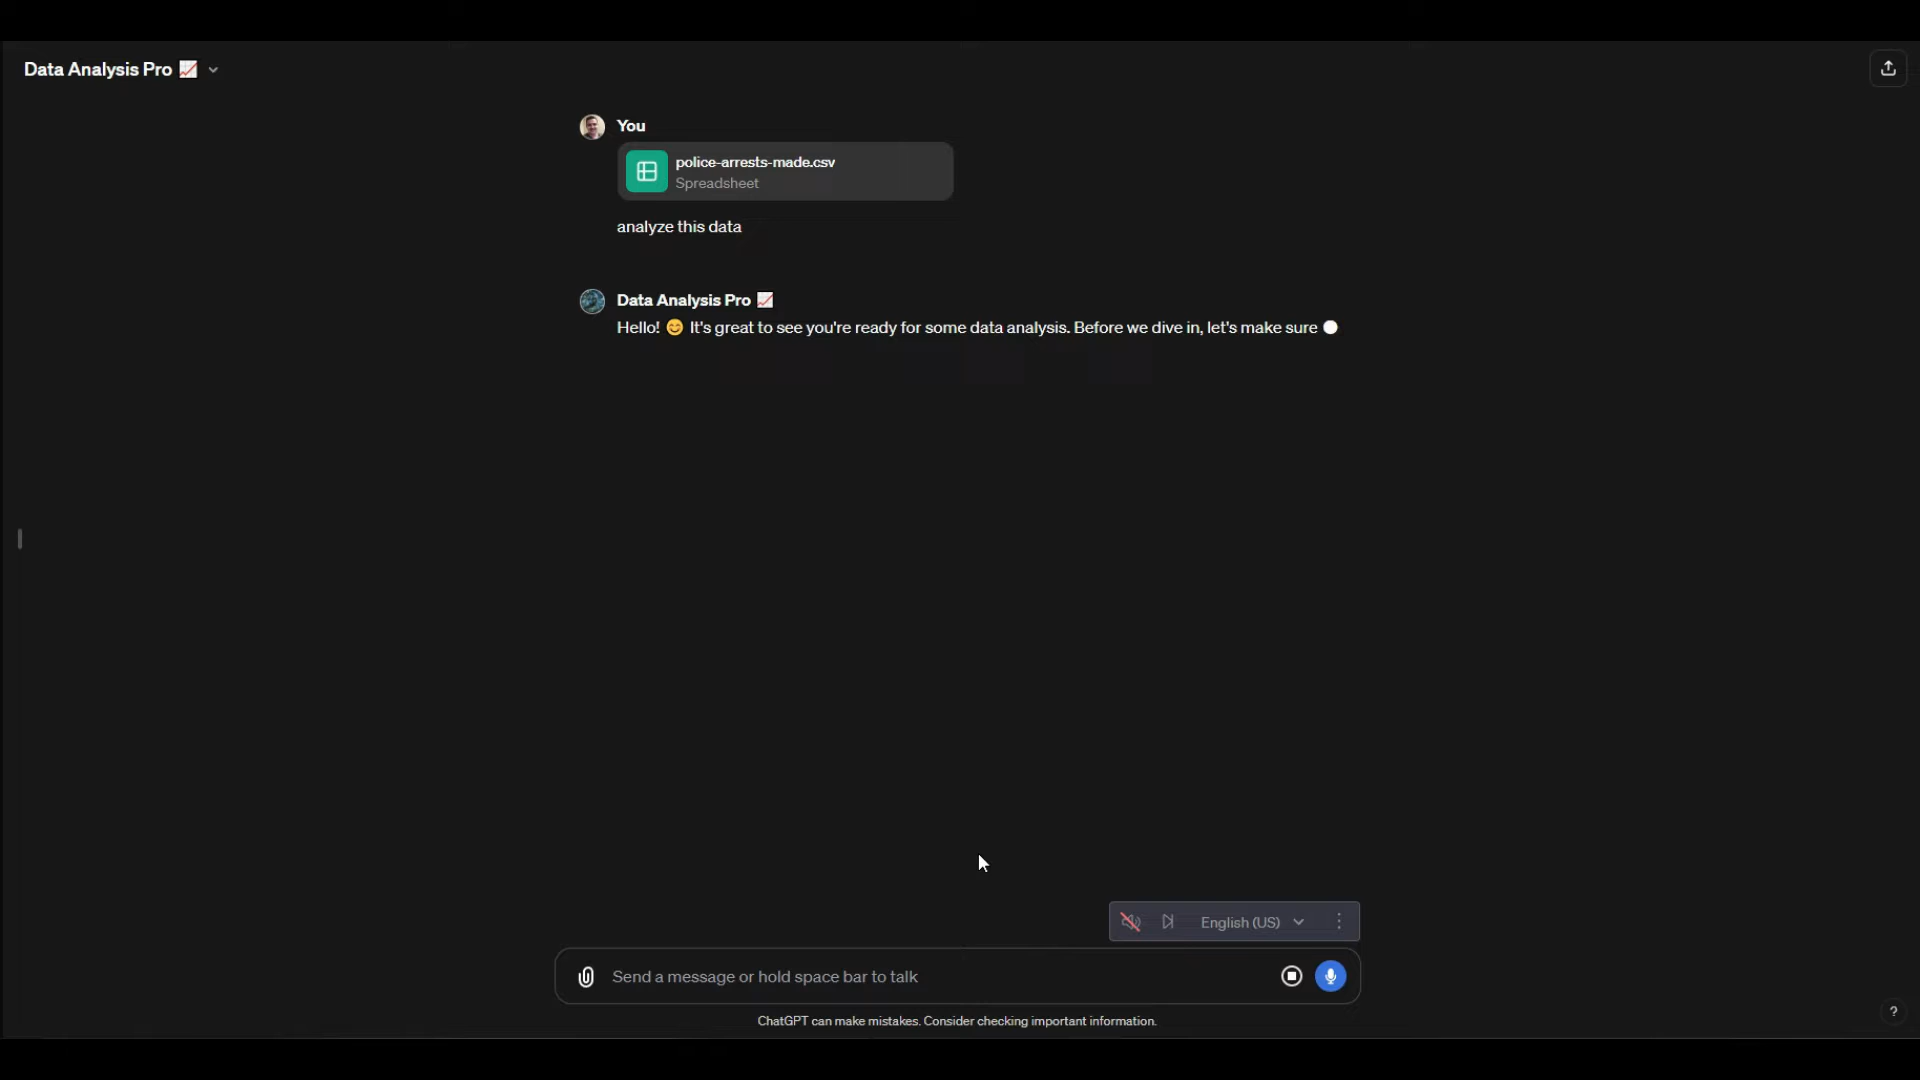 Data Analysis Pro 📈
You
police-arrests-made.csv
Spreadsheet
analyze this data
Data Analysis Pro 📈
Hello! 😊 It's great to see you're ready for some data analysis. Before we dive in, let's make sure
English (US)
Send a message or hold space bar to talk
ChatGPT can make mistakes. Consider checking important information.
?